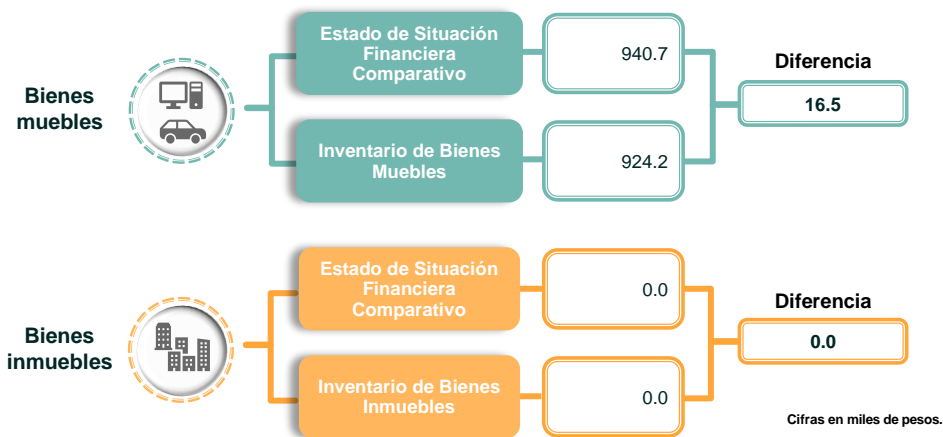 Bienes
muebles
Estado de Situación
Financiera
Comparativo
940.7
Inventario de Bienes
Muebles
924.2
Diferencia
16.5
Bienes
inmuebles
Estado de Situación
Financiera
Comparativo
0.0
Inventario de Bienes
Inmuebles
0.0
Diferencia
0.0
Cifras en miles de pesos.